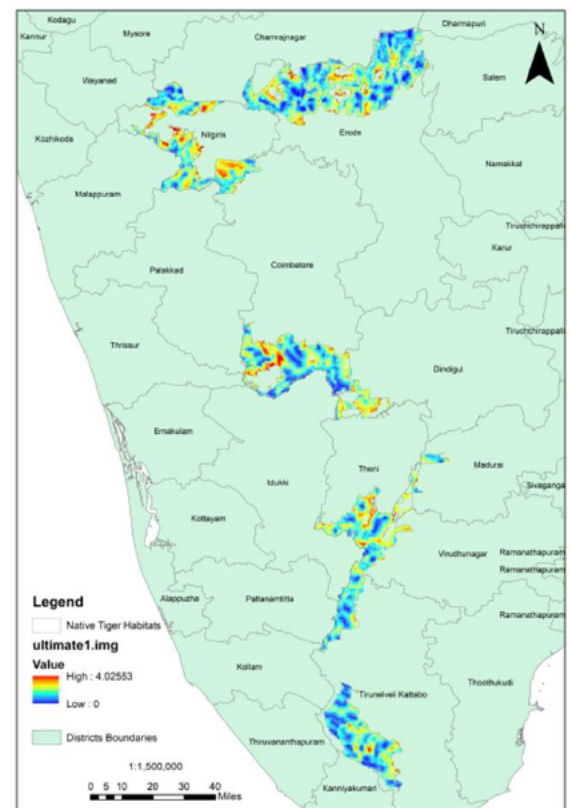 Kodagu
Dharmapuri
Kannur
Mysore
Chamrajnagar
N
Wayanad
Salem
Nilgiris
Erode
Kozhikode
Namakkal
Malappuram
Tiruchchirappalli
Karur
Coimbatore
Palakkad
Tiruchchirappalli
Thrissur
Dindigul
Ernakulam
Theni
Madurai
Idukki
Sivaganga
Kottayam
Virudhunagar
Ramanathapuram
Ramanathapuram
Alappuzha
Pattanamtitta
Legend
Native Tiger Habitats
Ramanathapuram
ultimate1.img
Value
High : 4.02553
Low : 0
Kollam
Tirunelveli Kattabo
Thoothukudi
Districts Boundaries
Thiruvananthapuram
1:1,500,000
Kanniyakumari
0 5 10 20 30 40
Miles